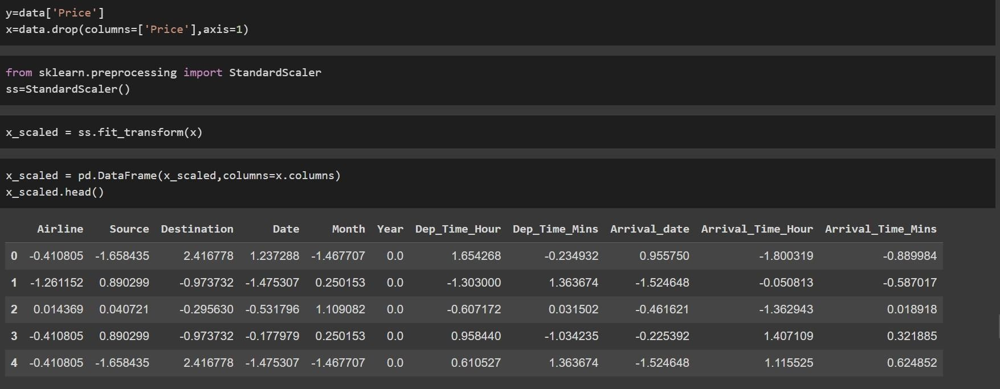 y=data['Price']
x=data.drop(columns=['Price'],axis=1)
from sklearn.preprocessing import StandardScaler
ss=StandardScaler()
x_scaled = ss.fit_transform(x)
x_scaled = pd.DataFrame(x_scaled,columns=x.columns)
x_scaled.head()
Airline Source Destination Date Month Year Dep_Time_Hour Dep_Time_Mins Arrival_date Arrival_Time_Hour Arrival_Time_Mins
0 -0.410805 -1.658435 2.416778 1.237288 -1.467707 0.0 1.654268 -0.234932 0.955750 -1.800319 -0.889984
1 -1.261152 0.890299 -0.973732 -1.475307 0.250153 0.0 -1.303000 1.363674 -1.524648 -0.050813 -0.587017
2 0.014369 0.040721 -0.295630 -0.531796 1.109082 0.0 -0.607172 0.031502 -0.461621 -1.362943 0.018918
3 -0.410805 0.890299 -0.973732 -0.177979 0.250153 0.0 0.958440 -1.034235 -0.225392 1.407109 0.321885
4 -0.410805 -1.658435 2.416778 -1.475307 -1.467707 0.0 0.610527 1.363674 -1.524648 1.115525 0.624852